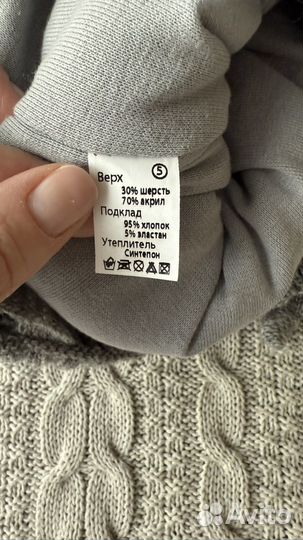 Верх ⑤
30% шерсть
70% акрил
Подклад
95% хлопок
5% эластан
Утеплитель
Синтепон
Avito